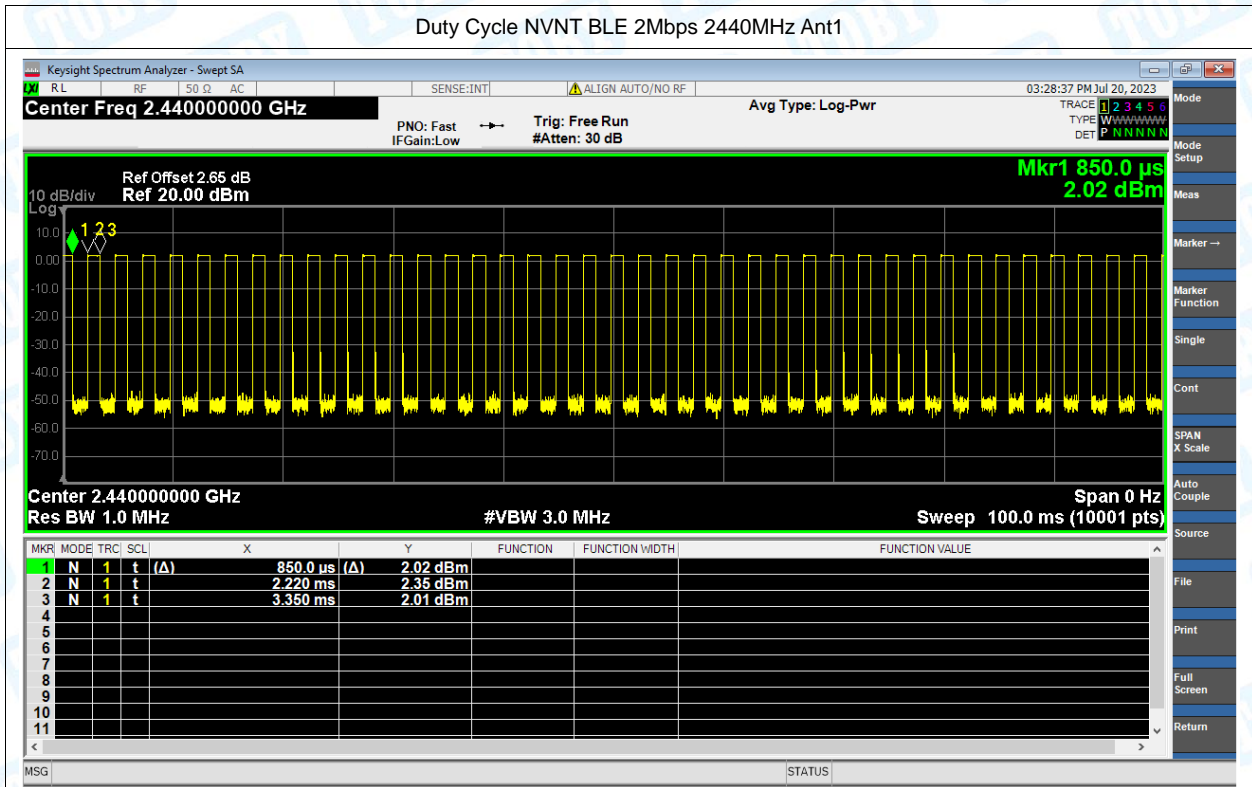 Duty Cycle NVNT BLE 2Mbps 2440MHz Ant1
Keysight Spectrum Analyzer - Swept SA
LXI RL RF 50 Ω AC SENSE:INT ALIGN AUTO/NO RF 03:28:37 PM Jul 20, 2023
Center Freq 2.440000000 GHz Avg Type: Log-Pwr TRACE 1 2 3 4 5 6
PNO: Fast Trig: Free Run TYPE WWWWWWW
IFGain:Low #Atten: 30 dB DET P N N N N N
Mode
Mode Setup
Meas
Marker →
Marker Function
Single
Cont
SPAN X Scale
Auto Couple
Source
File
Print
Full Screen
Return
Mkr1 850.0 µs
2.02 dBm
Ref Offset 2.65 dB
10 dB/div Ref 20.00 dBm
Log
1 2 3
10.0
0.00
-10.0
-20.0
-30.0
-40.0
-50.0
-60.0
-70.0
Center 2.440000000 GHz Span 0 Hz
Res BW 1.0 MHz #VBW 3.0 MHz Sweep 100.0 ms (10001 pts)
MKR MODE TRC SCL X Y FUNCTION FUNCTION WIDTH FUNCTION VALUE
1 N 1 t (Δ) 850.0 µs (Δ) 2.02 dBm
2 N 1 t 2.220 ms 2.35 dBm
3 N 1 t 3.350 ms 2.01 dBm
4
5
6
7
8
9
10
11
MSG STATUS
TOBY